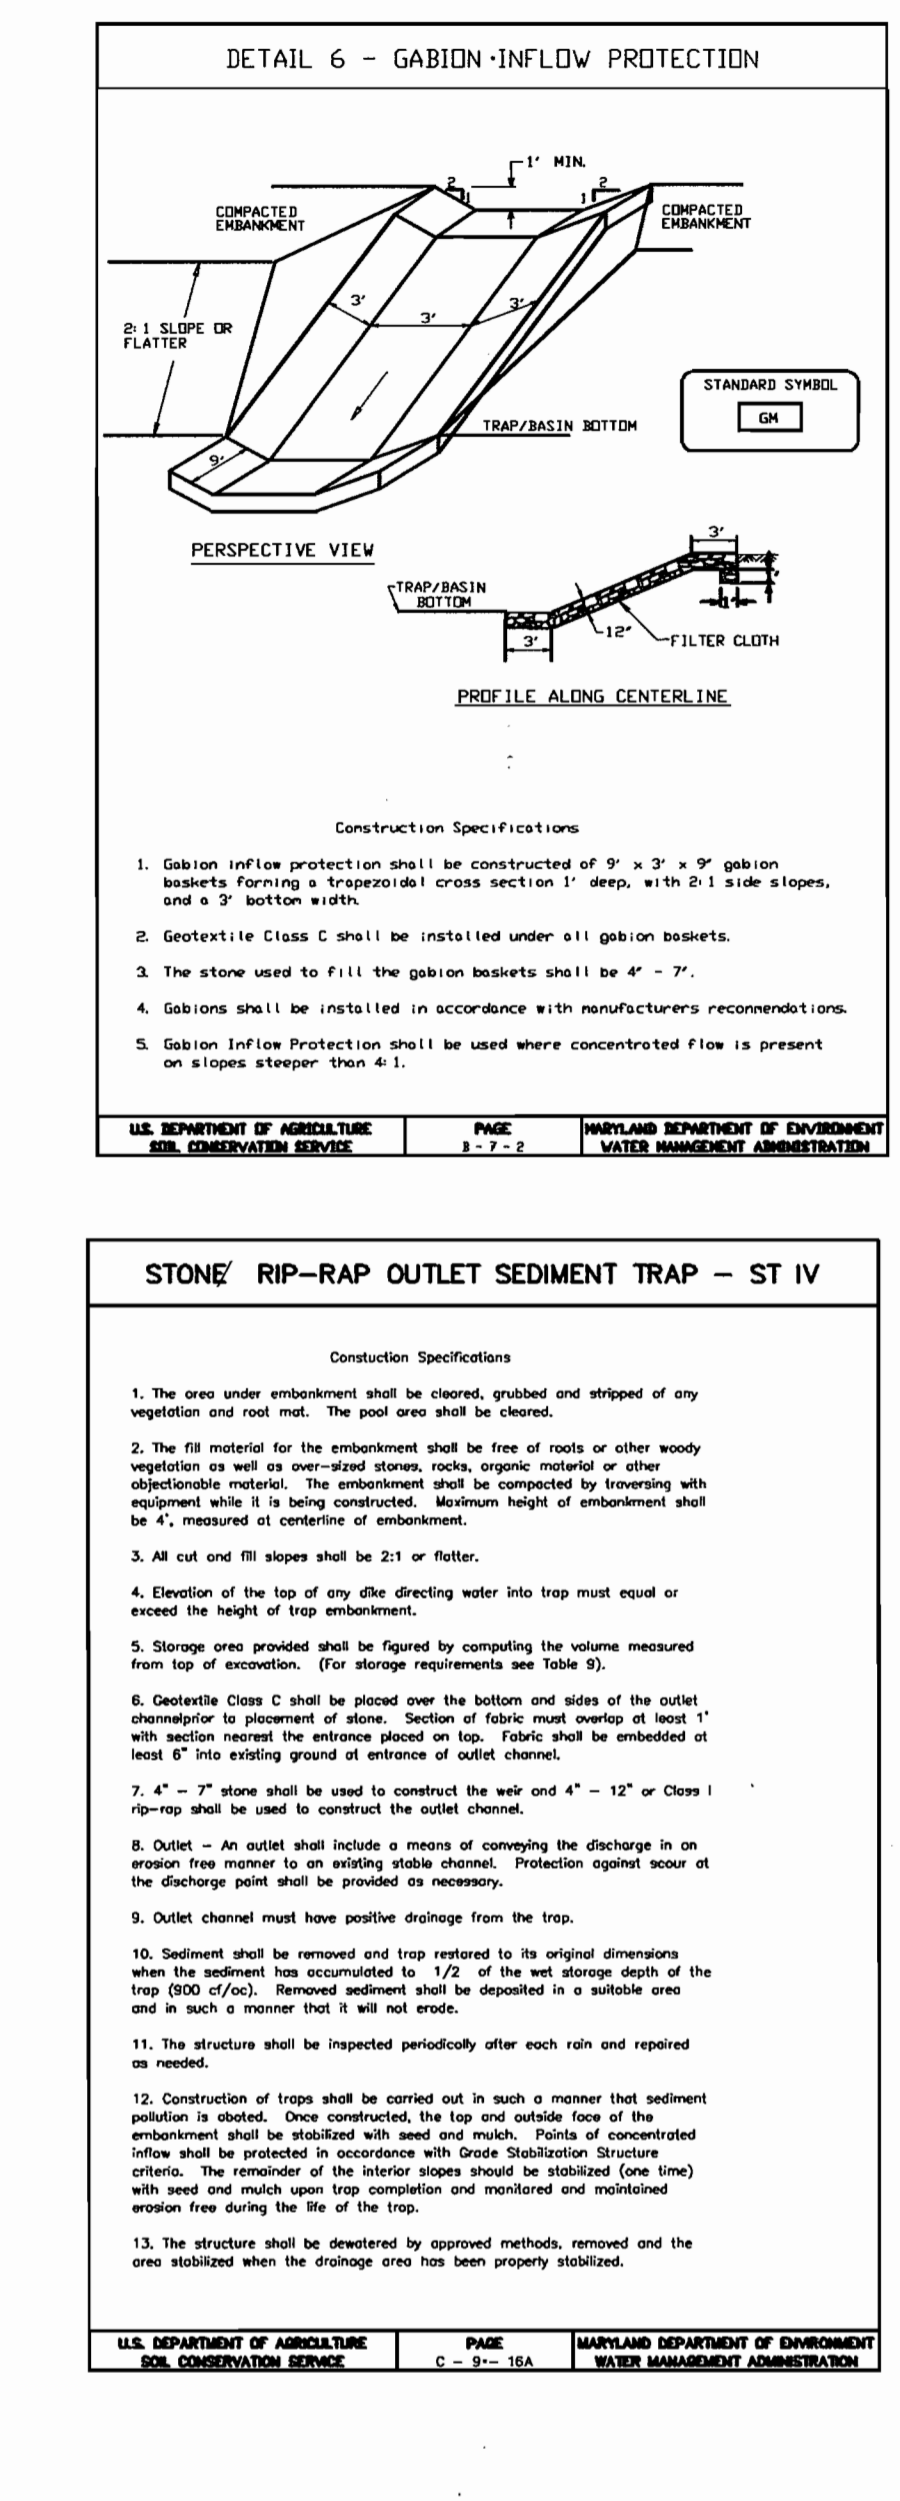 DETAIL 6 - GABION INFLOW PROTECTION
1' MIN.
2
1
1
2
COMPACTED
EMBANKMENT
COMPACTED
EMBANKMENT
3'
3'
3'
2:1 SLOPE OR
FLATTER
STANDARD SYMBOL
GM
TRAP/BASIN BOTTOM
9'
PERSPECTIVE VIEW
3'
TRAP/BASIN
BOTTOM
1'
12"
3'
FILTER CLOTH
PROFILE ALONG CENTERLINE
Construction Specifications
1. Gabion inflow protection shall be constructed of 9' x 3' x 9" gabion
baskets forming a trapezoidal cross section 1' deep, with 2:1 side slopes,
and a 3' bottom width.
2. Geotextile Class C shall be installed under all gabion baskets.
3. The stone used to fill the gabion baskets shall be 4" - 7".
4. Gabions shall be installed in accordance with manufacturers recommendations.
5. Gabion Inflow Protection shall be used where concentrated flow is present
on slopes steeper than 4:1.
U.S. DEPARTMENT OF AGRICULTURE
SOIL CONSERVATION SERVICE
PAGE
B - 7 - 2
MARYLAND DEPARTMENT OF ENVIRONMENT
WATER MANAGEMENT ADMINISTRATION
STONE/ RIP-RAP OUTLET SEDIMENT TRAP - ST IV
Constuction Specifications
1. The area under embankment shall be cleared, grubbed and stripped of any
vegetation and root mat. The pool area shall be cleared.
2. The fill material for the embankment shall be free of roots or other woody
vegetation as well as over-sized stones, rocks, organic material or other
objectionable material. The embankment shall be compacted by traversing with
equipment while it is being constructed. Maximum height of embankment shall
be 4', measured at centerline of embankment.
3. All cut and fill slopes shall be 2:1 or flatter.
4. Elevation of the top of any dike directing water into trap must equal or
exceed the height of trap embankment.
5. Storage area provided shall be figured by computing the volume measured
from top of excavation. (For storage requirements see Table 9).
6. Geotextile Class C shall be placed over the bottom and sides of the outlet
channelprior to placement of stone. Section of fabric must overlap at least 1'
with section nearest the entrance placed on top. Fabric shall be embedded at
least 6" into existing ground at entrance of outlet channel.
7. 4" - 7" stone shall be used to construct the weir and 4" - 12" or Class I
rip-rap shall be used to construct the outlet channel.
8. Outlet - An outlet shall include a means of conveying the discharge in an
erosion free manner to an existing stable channel. Protection against scour at
the discharge point shall be provided as necessary.
9. Outlet channel must have positive drainage from the trap.
10. Sediment shall be removed and trap restored to its original dimensions
when the sediment has accumulated to 1/2 of the wet storage depth of the
trap (900 cf/ac). Removed sediment shall be deposited in a suitable area
and in such a manner that it will not erode.
11. The structure shall be inspected periodically after each rain and repaired
as needed.
12. Construction of traps shall be carried out in such a manner that sediment
pollution is abated. Once constructed, the top and outside face of the
embankment shall be stabilized with seed and mulch. Points of concentrated
inflow shall be protected in accordance with Grade Stabilization Structure
criteria. The remainder of the interior slopes should be stabilized (one time)
with seed and mulch upon trap completion and monitored and maintained
erosion free during the life of the trap.
13. The structure shall be dewatered by approved methods, removed and the
area stabilized when the drainage area has been properly stabilized.
U.S. DEPARTMENT OF AGRICULTURE
SOIL CONSERVATION SERVICE
PAGE
C - 9 - 16A
MARYLAND DEPARTMENT OF ENVIRONMENT
WATER MANAGEMENT ADMINISTRATION